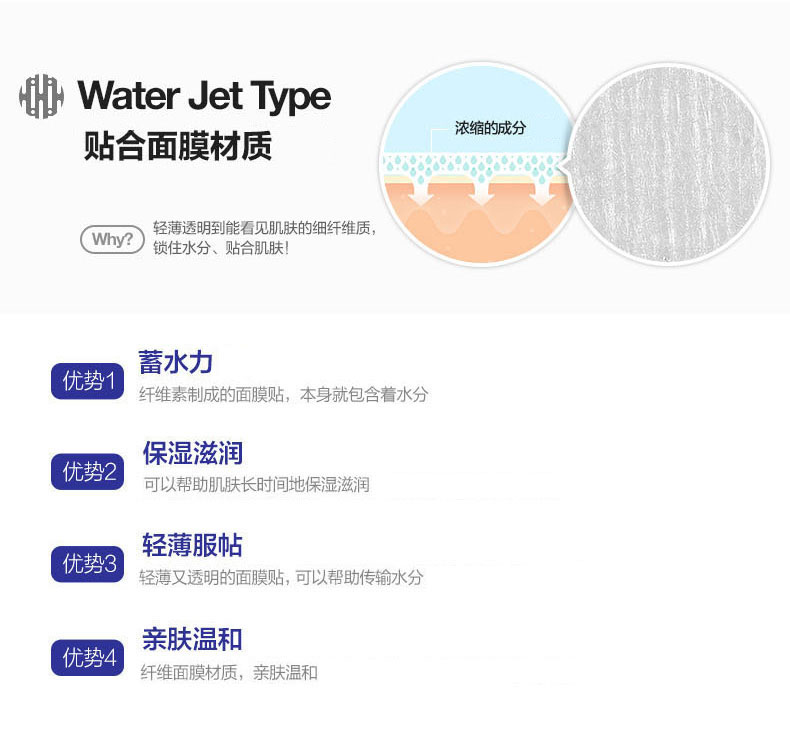 Water Jet Type
贴合面膜材质
浓缩的成分
Why?
轻薄透明到能看见肌肤的细纤维质，
锁住水分、贴合肌肤！
优势1
蓄水力
纤维素制成的面膜贴，本身就包含着水分
优势2
保湿滋润
可以帮助肌肤长时间地保湿滋润
优势3
轻薄服帖
轻薄又透明的面膜贴，可以帮助传输水分
优势4
亲肤温和
纤维面膜材质，亲肤温和